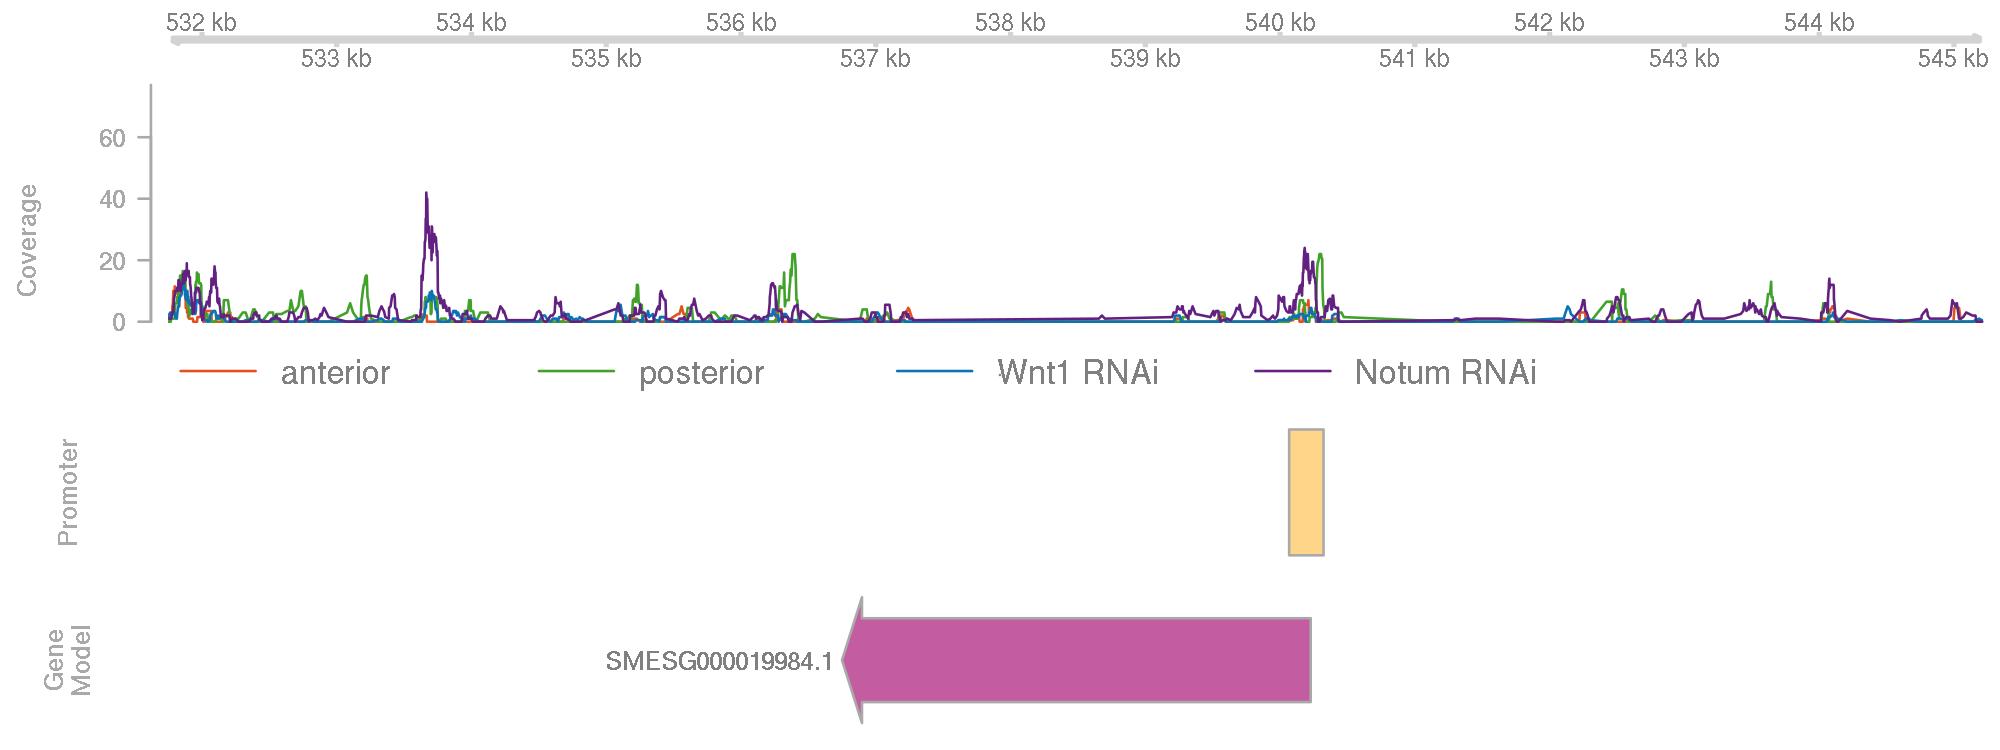 532 kb 534 kb 536 kb 538 kb 540 kb 542 kb 544 kb
533 kb 535 kb 537 kb 539 kb 541 kb 543 kb 545 kb
Coverage
60
40
20
0
anterior posterior Wnt1 RNAi Notum RNAi
Promoter
Gene
Model
SMESG000019984.1